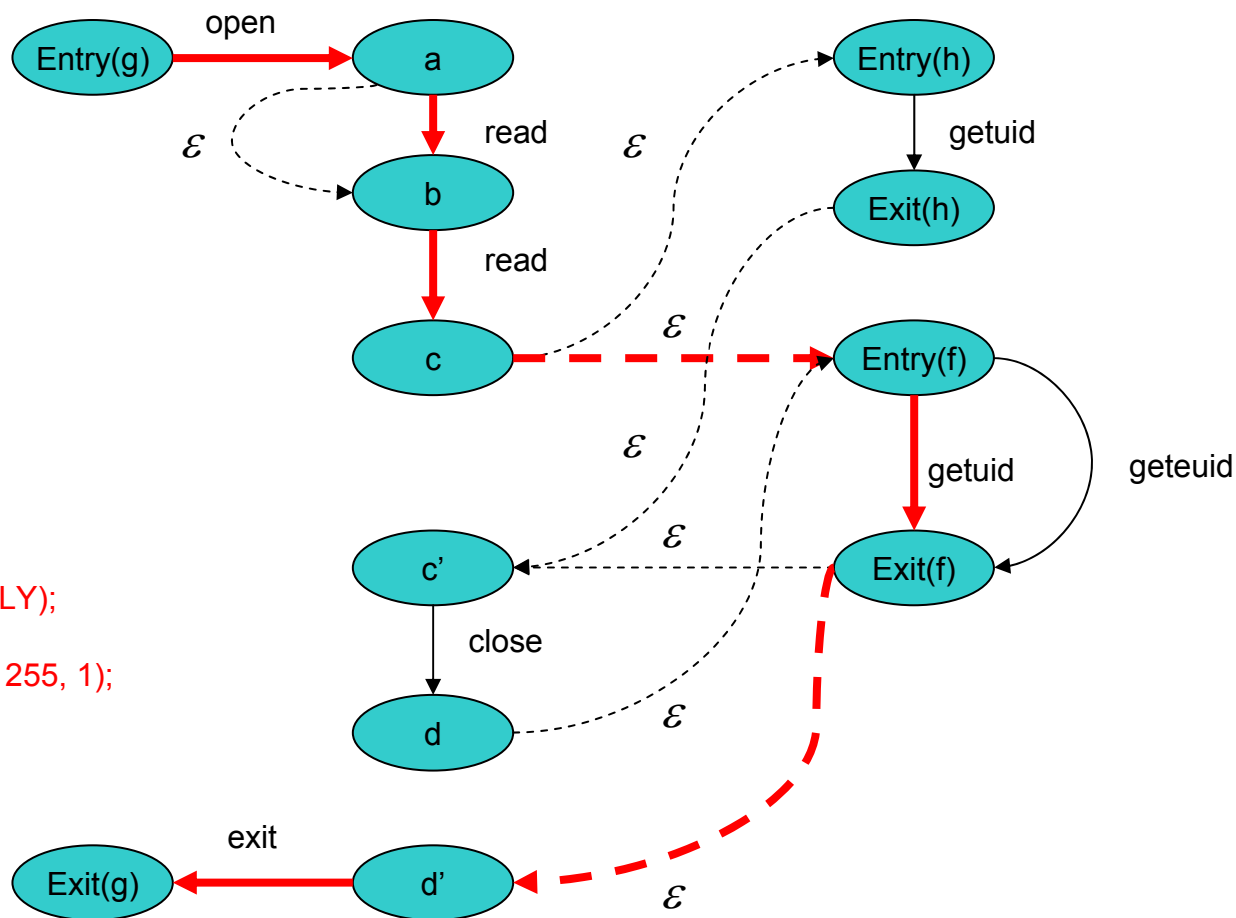 open
Entry(g)
a
Entry(h)
ε
read
ε
getuid
b
Exit(h)
read
ε
c
Entry(f)
ε
getuid
geteuid
ε
c’
Exit(f)
LY);
close
255, 1);
ε
d
exit
Exit(g)
d’
ε